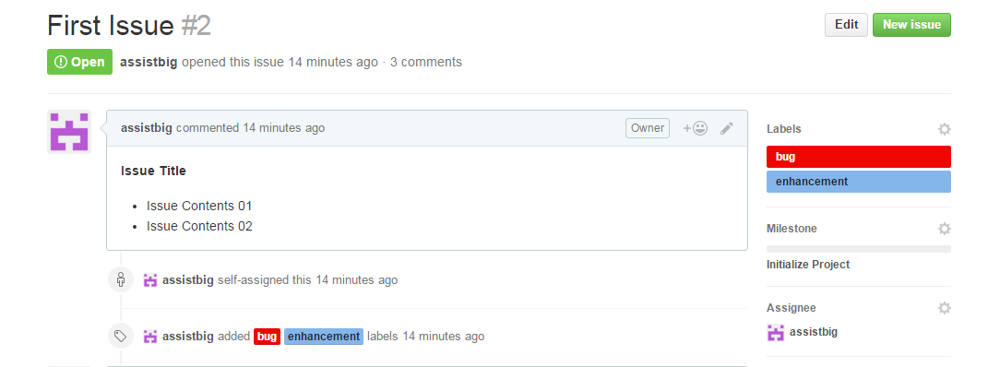 First Issue #2
Edit
New issue
Open
assistbig opened this issue 14 minutes ago · 3 comments
assistbig commented 14 minutes ago
Owner
Issue Title
• Issue Contents 01
• Issue Contents 02
assistbig self-assigned this 14 minutes ago
assistbig added bug enhancement labels 14 minutes ago
Labels
bug
enhancement
Milestone
Initialize Project
Assignee
assistbig